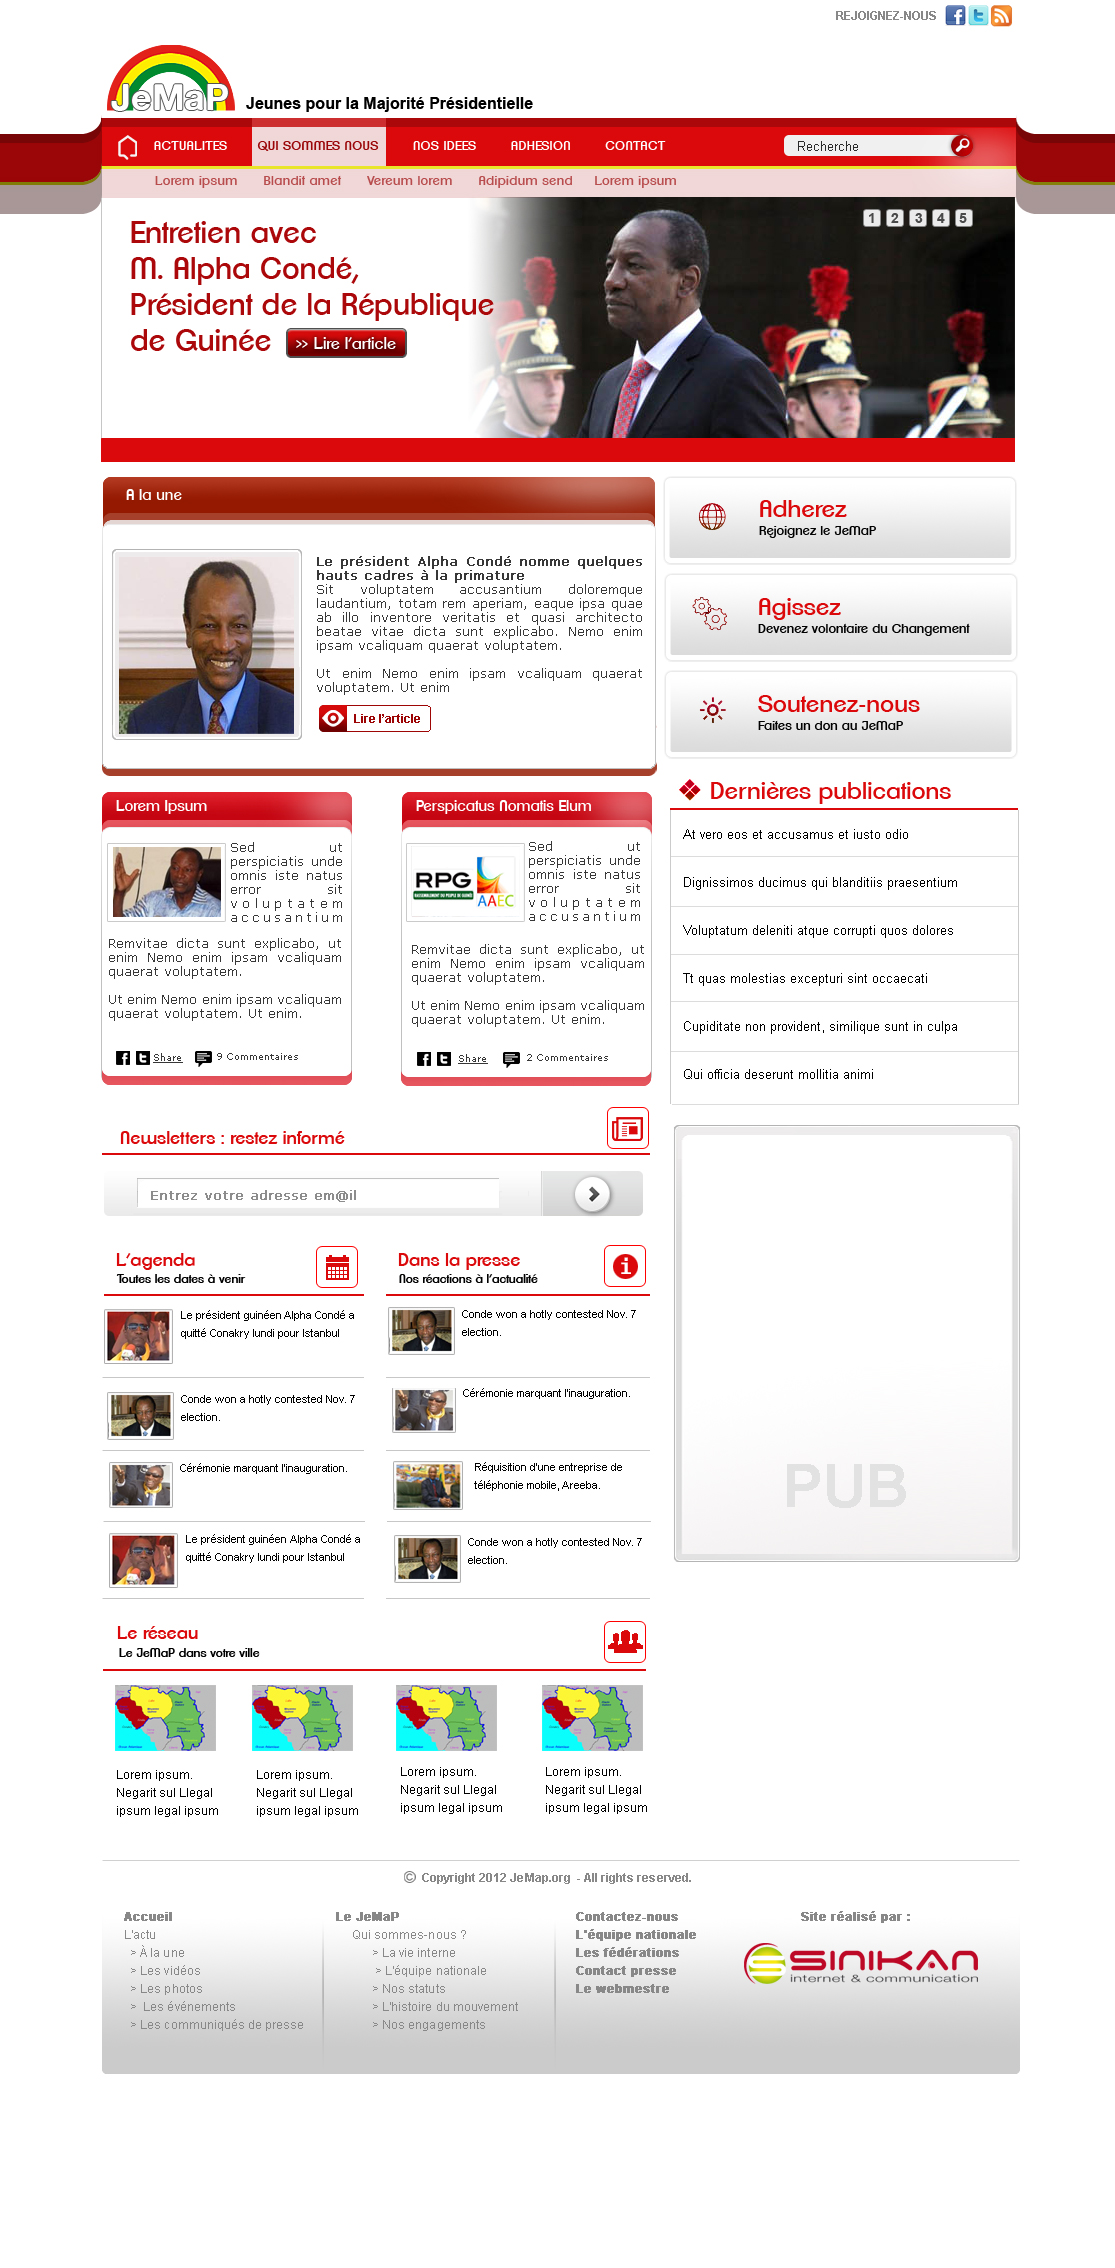 REJOIGNEZ-NOUS
JeMaP
Jeunes pour la Majorité Présidentielle
ACTUALITES
QUI SOMMES NOUS
NOS IDEES
ADHESION
CONTACT
Recherche
Lorem ipsum
Blandit amet
Vereum lorem
Adipidum send
Lorem ipsum
1 2 3 4 5
Entretien avec
M. Alpha Condé,
Président de la République
de Guinée
>> Lire l'article
A la une
Le président Alpha Condé nomme quelques
hauts cadres à la primature
Sit voluptatem accusantium doloremque
laudantium, totam rem aperiam, eaque ipsa quae
ab illo inventore veritatis et quasi architecto
beatae vitae dicta sunt explicabo. Nemo enim
ipsam vcaliquam quaerat voluptatem.
Ut enim Nemo enim ipsam vcaliquam quaerat
voluptatem. Ut enim
Lire l'article
Adherez
Rejoignez le JeMaP
Agissez
Devenez volontaire du Changement
Soutenez-nous
Faites un don au JeMaP
Lorem Ipsum
Sed ut
perspiciatis unde
omnis iste natus
error sit
voluptatem
accusantium
Remvitae dicta sunt explicabo, ut
enim Nemo enim ipsam vcaliquam
quaerat voluptatem.
Ut enim Nemo enim ipsam vcaliquam
quaerat voluptatem. Ut enim.
Share
9 Commentaires
Perspicatus Nomatis Elum
RPG
RASSEMBLEMENT DU PEUPLE DE GUINÉE
AAEC
Sed ut
perspiciatis unde
omnis iste natus
error sit
voluptatem
accusantium
Remvitae dicta sunt explicabo, ut
enim Nemo enim ipsam vcaliquam
quaerat voluptatem.
Ut enim Nemo enim ipsam vcaliquam
quaerat voluptatem. Ut enim.
Share
2 Commentaires
Dernières publications
At vero eos et accusamus et iusto odio
Dignissimos ducimus qui blanditiis praesentium
Voluptatum deleniti atque corrupti quos dolores
Tt quas molestias excepturi sint occaecati
Cupiditate non provident, similique sunt in culpa
Qui officia deserunt mollitia animi
Newsletters : restez informé
Entrez votre adresse em@il
L'agenda
Toutes les dates à venir
Le président guinéen Alpha Condé a
quitté Conakry lundi pour Istanbul
Conde won a hotly contested Nov. 7
election.
Cérémonie marquant l'inauguration.
Le président guinéen Alpha Condé a
quitté Conakry lundi pour Istanbul
Dans la presse
Nos réactions à l'actualité
Conde won a hotly contested Nov. 7
election.
Cérémonie marquant l'inauguration.
Réquisition d'une entreprise de
téléphonie mobile, Areeba.
Conde won a hotly contested Nov. 7
election.
PUB
Le réseau
Le JeMaP dans votre ville
Lorem ipsum.
Negarit sul Llegal
ipsum legal ipsum
Lorem ipsum.
Negarit sul Llegal
ipsum legal ipsum
Lorem ipsum.
Negarit sul Llegal
ipsum legal ipsum
Lorem ipsum.
Negarit sul Llegal
ipsum legal ipsum
© Copyright 2012 JeMap.org - All rights reserved.
Accueil
L'actu
> À la une
> Les vidéos
> Les photos
> Les événements
> Les communiqués de presse
Le JeMaP
Qui sommes-nous ?
> La vie interne
> L'équipe nationale
> Nos statuts
> L'histoire du mouvement
> Nos engagements
Contactez-nous
L'équipe nationale
Les fédérations
Contact presse
Le webmestre
Site réalisé par :
SINIKAN
internet & communication